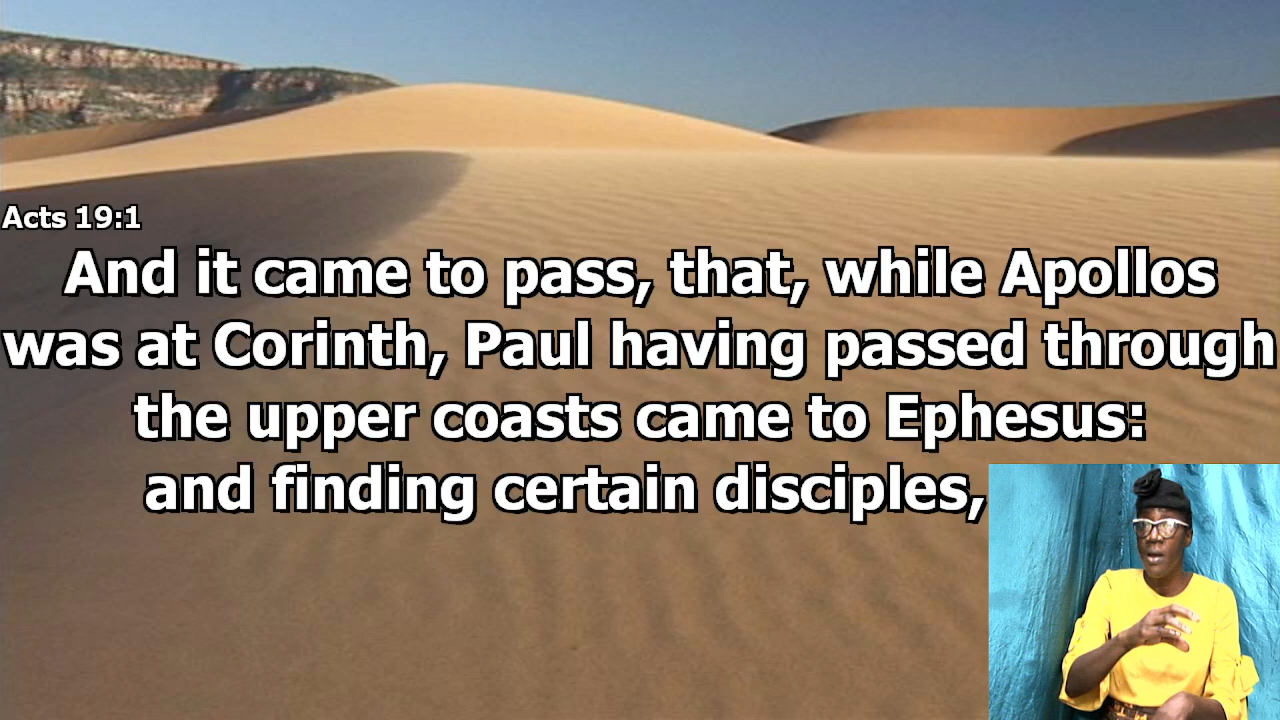 Acts 19:1
And it came to pass, that, while Apollos
was at Corinth, Paul having passed through
the upper coasts came to Ephesus:
and finding certain disciples,